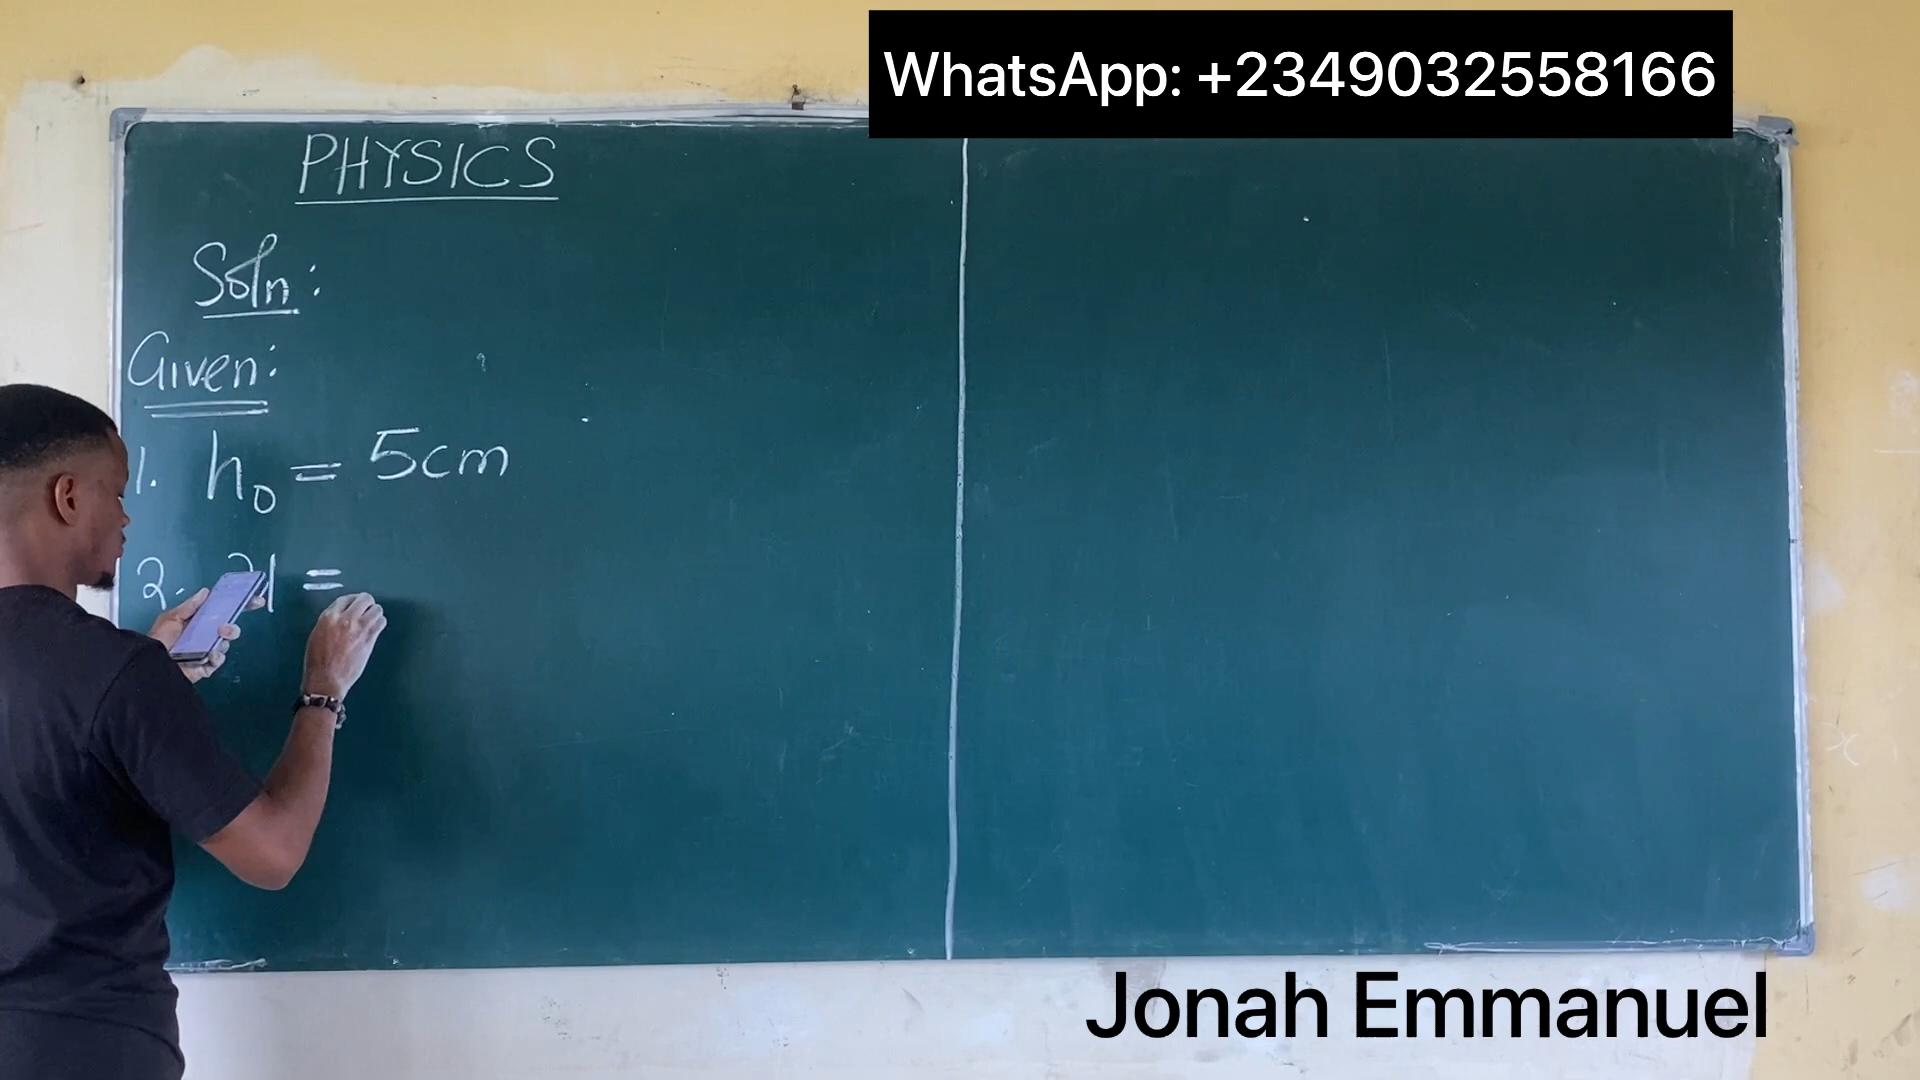 WhatsApp: +2349032558166
PHYSICS
Soln:
Given:
1. h₀ = 5cm
2. =
Jonah Emmanuel